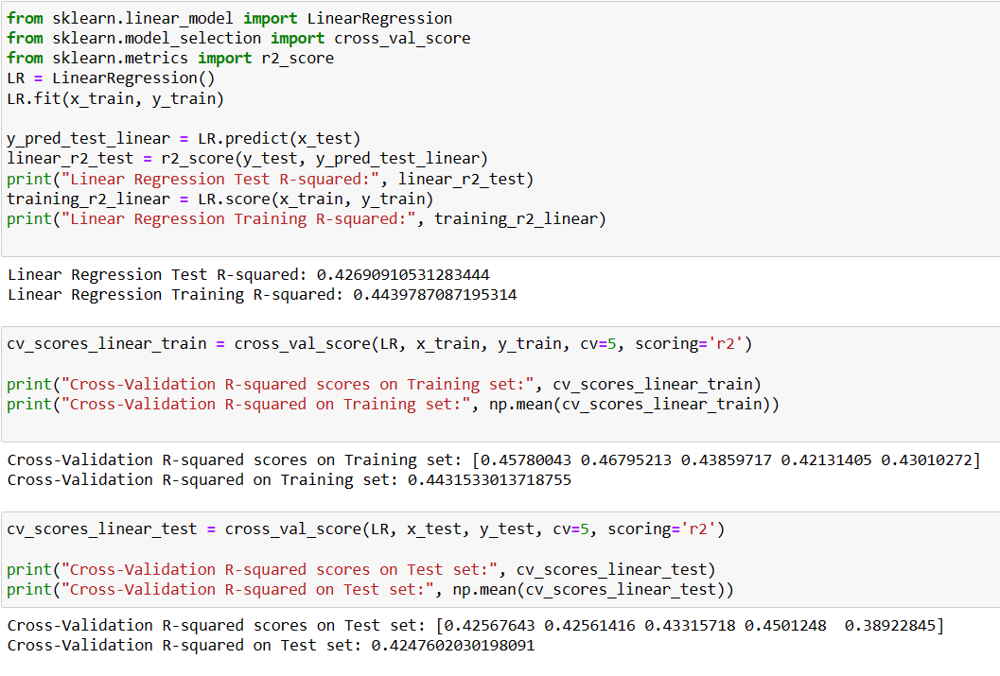 from sklearn.linear_model import LinearRegression
from sklearn.model_selection import cross_val_score
from sklearn.metrics import r2_score
LR = LinearRegression()
LR.fit(x_train, y_train)
y_pred_test_linear = LR.predict(x_test)
linear_r2_test = r2_score(y_test, y_pred_test_linear)
print("Linear Regression Test R-squared:", linear_r2_test)
training_r2_linear = LR.score(x_train, y_train)
print("Linear Regression Training R-squared:", training_r2_linear)
Linear Regression Test R-squared: 0.42690910531283444
Linear Regression Training R-squared: 0.4439787087195314
cv_scores_linear_train = cross_val_score(LR, x_train, y_train, cv=5, scoring='r2')
print("Cross-Validation R-squared scores on Training set:", cv_scores_linear_train)
print("Cross-Validation R-squared on Training set:", np.mean(cv_scores_linear_train))
Cross-Validation R-squared scores on Training set: [0.45780043 0.46795213 0.43859717 0.42131405 0.43010272]
Cross-Validation R-squared on Training set: 0.4431533013718755
cv_scores_linear_test = cross_val_score(LR, x_test, y_test, cv=5, scoring='r2')
print("Cross-Validation R-squared scores on Test set:", cv_scores_linear_test)
print("Cross-Validation R-squared on Test set:", np.mean(cv_scores_linear_test))
Cross-Validation R-squared scores on Test set: [0.42567643 0.42561416 0.43315718 0.4501248  0.38922845]
Cross-Validation R-squared on Test set: 0.4247602030198091